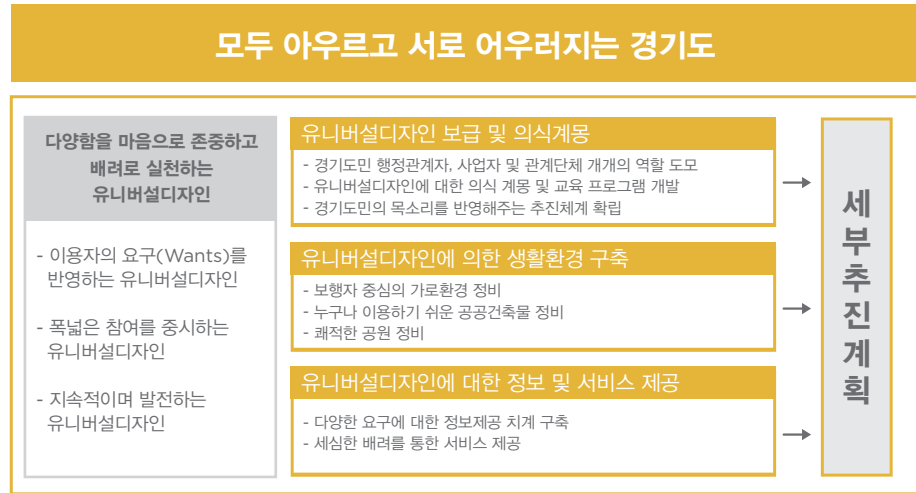 모두 아우르고 서로 어우러지는 경기도
다양함을 마음으로 존중하고
배려로 실천하는
유니버설디자인
- 이용자의 요구(Wants)를
반영하는 유니버설디자인
- 폭넓은 참여를 중시하는
유니버설디자인
- 지속적이며 발전하는
유니버설디자인
유니버설디자인 보급 및 의식계몽
- 경기도민 행정관계자, 사업자 및 관계단체 개개의 역할 도모
- 유니버설디자인에 대한 의식 계몽 및 교육 프로그램 개발
- 경기도민의 목소리를 반영해주는 추진체계 확립
유니버설디자인에 의한 생활환경 구축
- 보행자 중심의 가로환경 정비
- 누구나 이용하기 쉬운 공공건축물 정비
- 쾌적한 공원 정비
유니버설디자인에 대한 정보 및 서비스 제공
- 다양한 요구에 대한 정보제공 치계 구축
- 세심한 배려를 통한 서비스 제공
세부추진계획